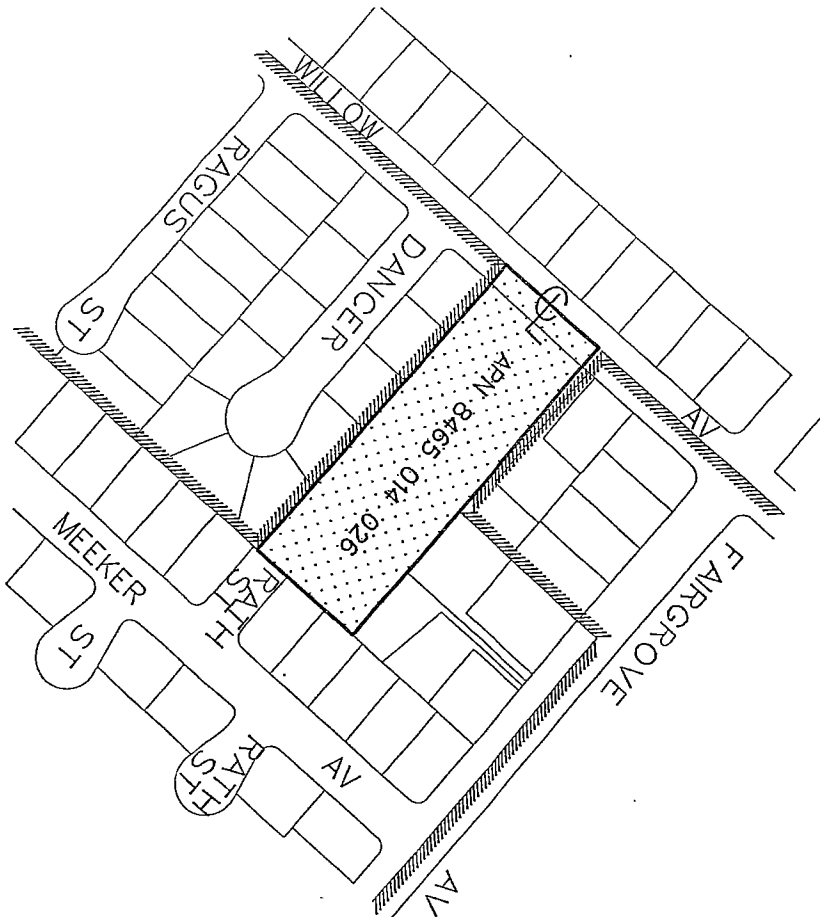 WILLOW
AV
RAGUS
ST
DANCER
APN 8465 014 026
FAIRGROVE
AV
RATH
ST
MEEKER
AV
ST
RATH
ST